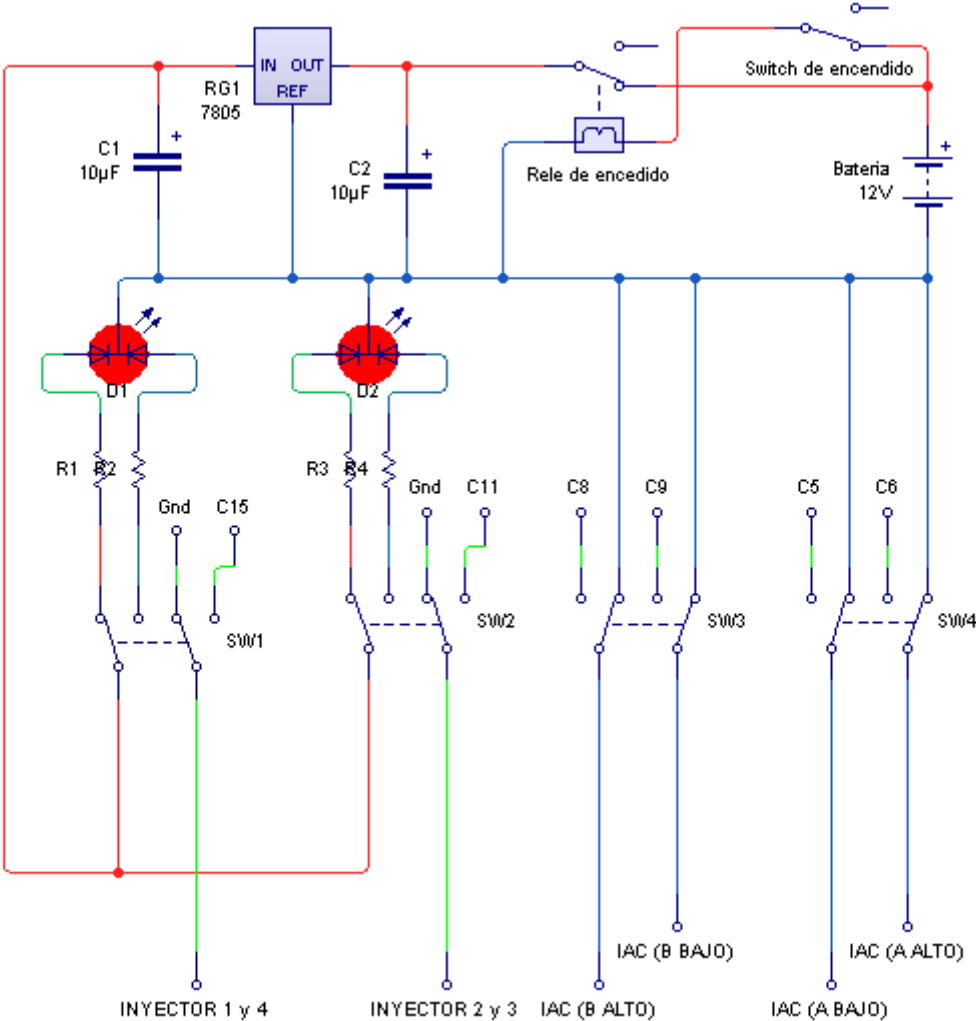 IN OUT
REF
RG1
7805
Switch de encendido
C1
10µF
C2
10µF
Rele de encedido
Bateria
12V
D1
D2
R1 R2
R3 R4
Gnd C15
Gnd C11
C8 C9
C5 C6
SW1
SW2
SW3
SW4
IAC (B BAJO)
IAC (A ALTO)
INYECTOR 1 y 4
INYECTOR 2 y 3
IAC (B ALTO)
IAC (A BAJO)